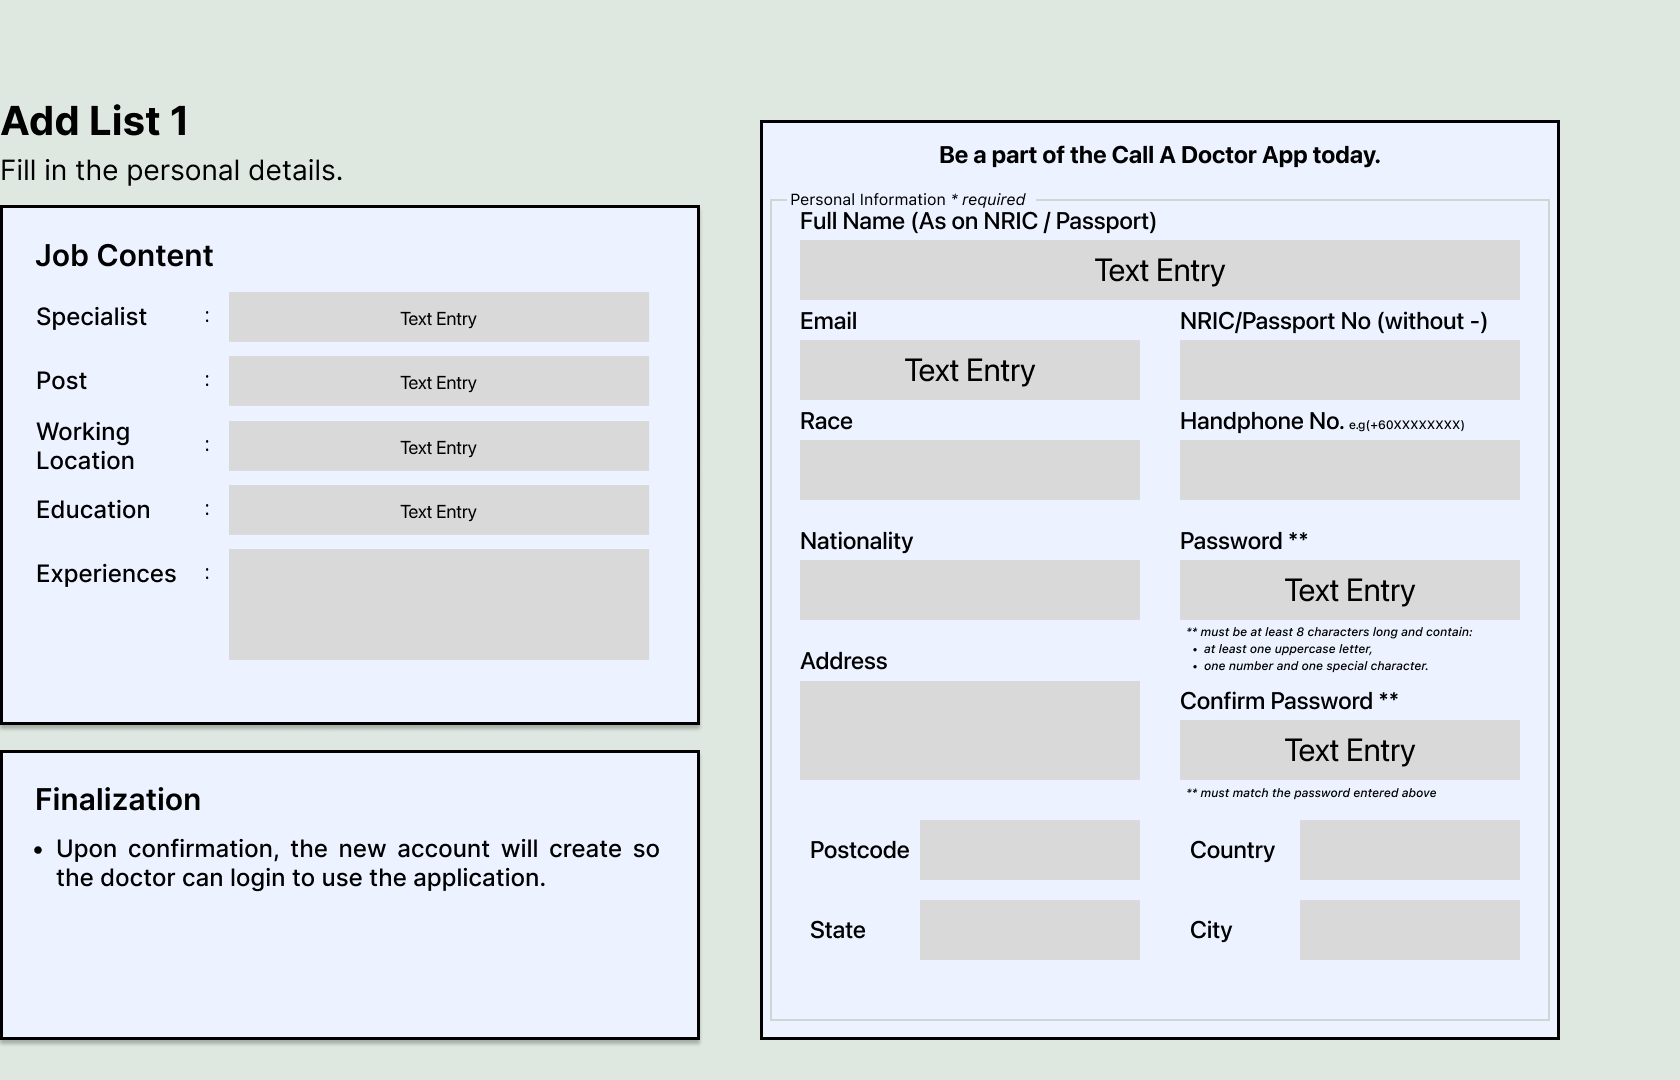 Add List 1
Fill in the personal details.
Job Content
Specialist : Text Entry
Post : Text Entry
Working
Location : Text Entry
Education : Text Entry
Experiences :
Finalization
• Upon confirmation, the new account will create so
the doctor can login to use the application.
Be a part of the Call A Doctor App today.
Personal Information * required
Full Name (As on NRIC / Passport)
Text Entry
Email
Text Entry
NRIC/Passport No (without -)
Race
Handphone No. e.g(+60XXXXXXXX)
Nationality
Password **
Text Entry
** must be at least 8 characters long and contain:
• at least one uppercase letter,
• one number and one special character.
Address
Confirm Password **
Text Entry
** must match the password entered above
Postcode
Country
State
City